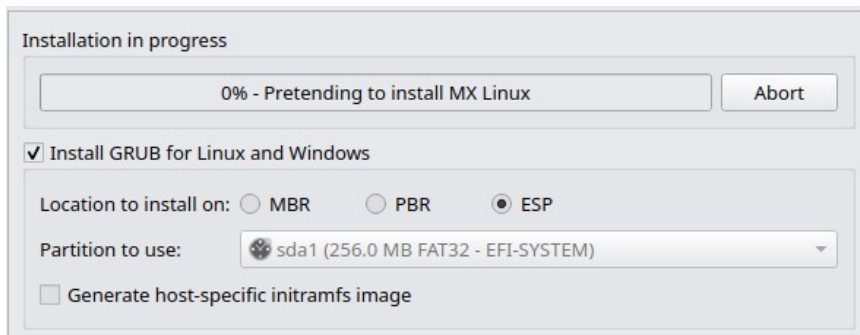 Installation in progress
0% - Pretending to install MX Linux Abort
Install GRUB for Linux and Windows
Location to install on: MBR PBR ESP
Partition to use: sda1 (256.0 MB FAT32 - EFI-SYSTEM)
Generate host-specific initramfs image